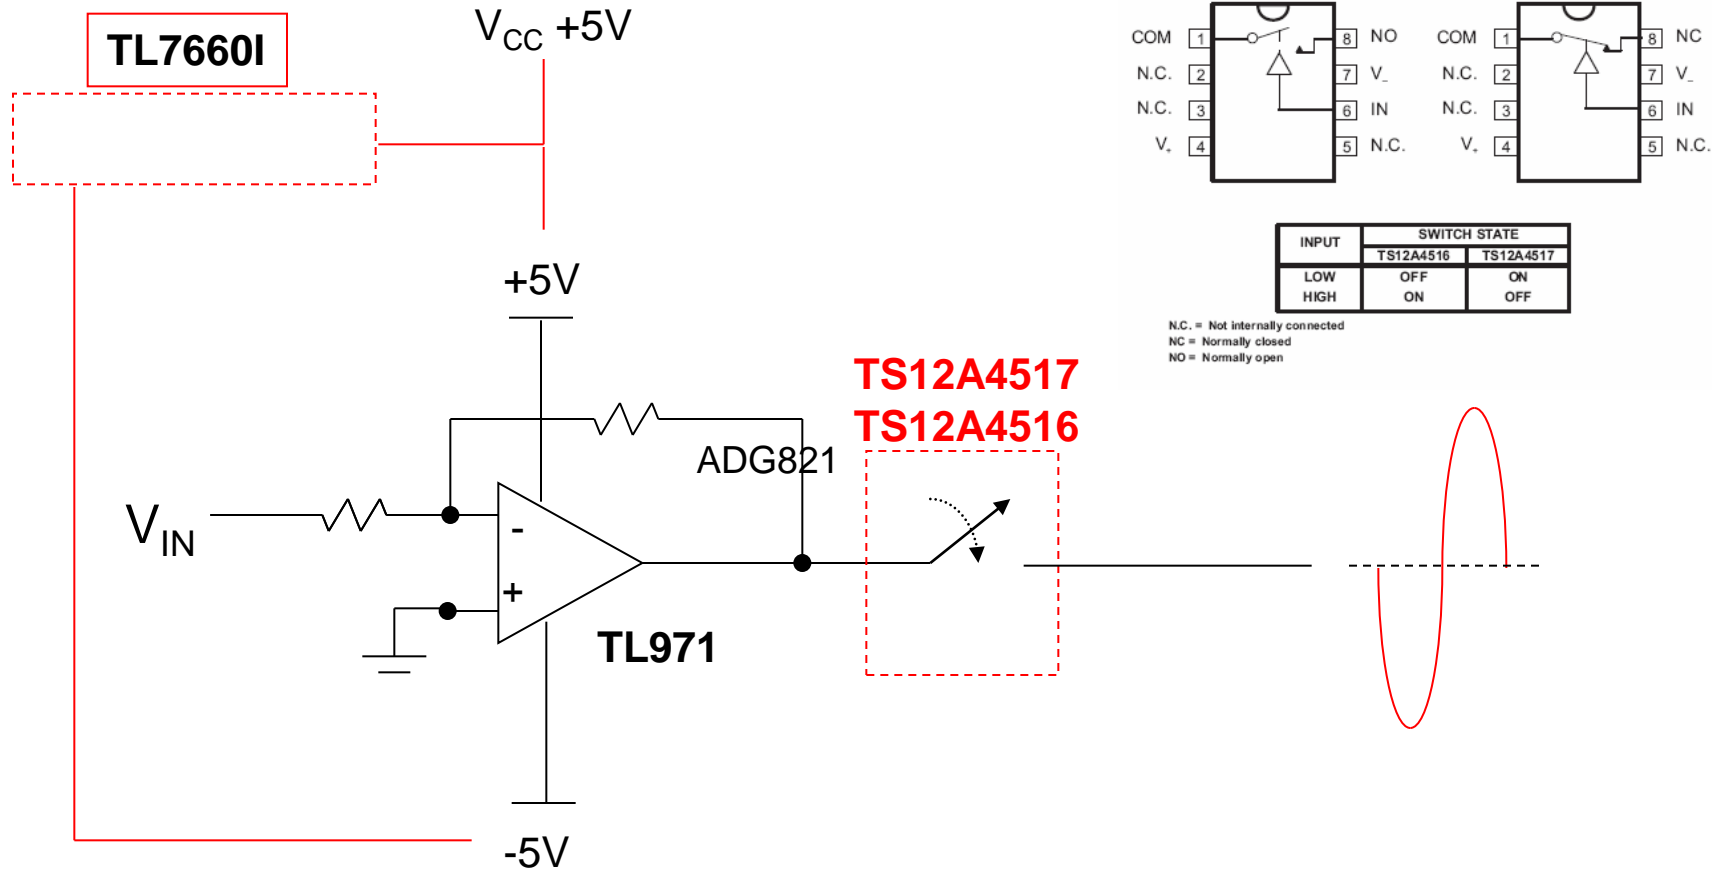 TL7660I
VCC +5V
COM 1 8 NO
N.C. 2 7 V-
N.C. 3 6 IN
V+ 4 5 N.C.
COM 1 8 NC
N.C. 2 7 V-
N.C. 3 6 IN
V+ 4 5 N.C.
INPUT SWITCH STATE
TS12A4516 TS12A4517
LOW OFF ON
HIGH ON OFF
N.C. = Not internally connected
NC = Normally closed
NO = Normally open
+5V
TS12A4517
TS12A4516
ADG821
VIN
-
+
TL971
-5V